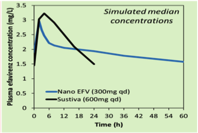 Simulated median
concentrations
Plasma efavirenz concentration (mg/L)
3.5
3
2.5
2
1.5
1
0.5
0
Nano EFV (300mg qd)
Sustiva (600mg qd)
0 6 12 18 24 30 36 42 48 54 60
Time (h)